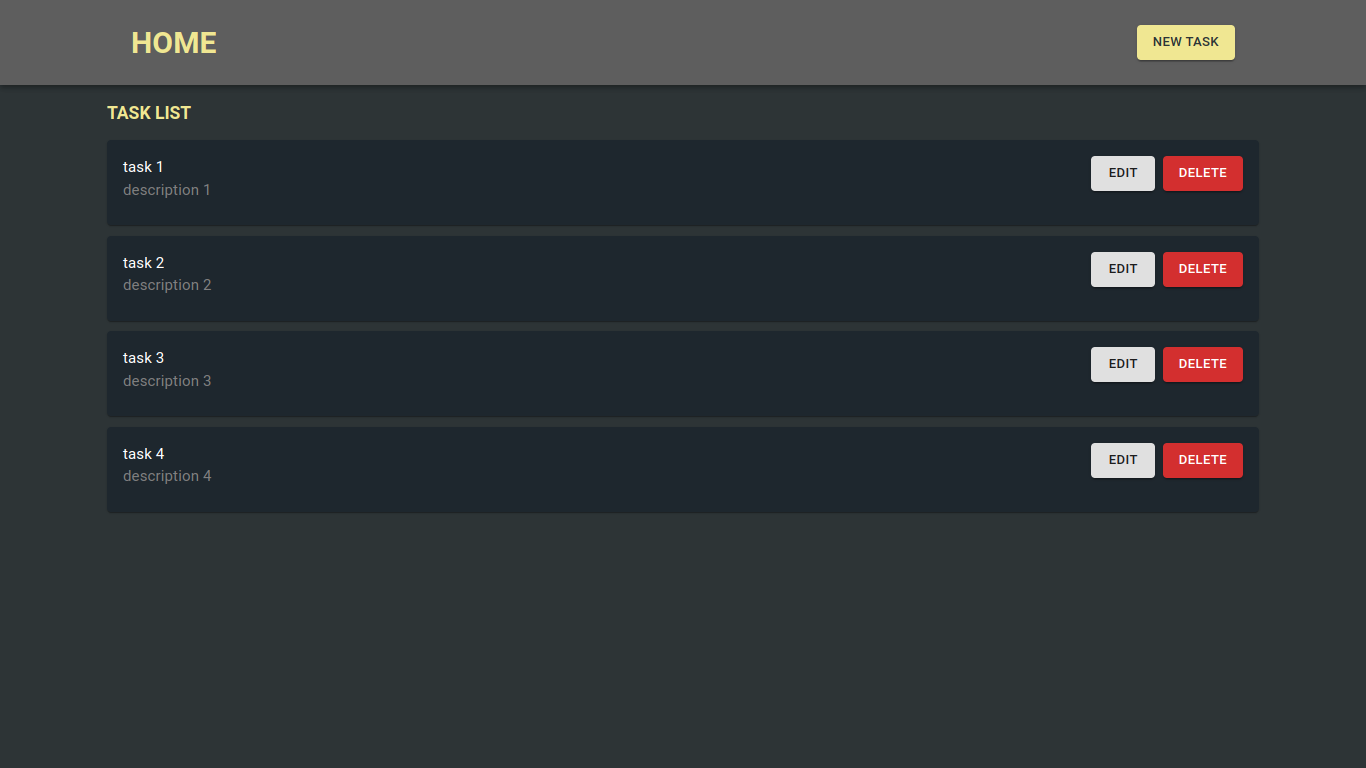 HOME
NEW TASK
TASK LIST
task 1
description 1
EDIT
DELETE
task 2
description 2
EDIT
DELETE
task 3
description 3
EDIT
DELETE
task 4
description 4
EDIT
DELETE